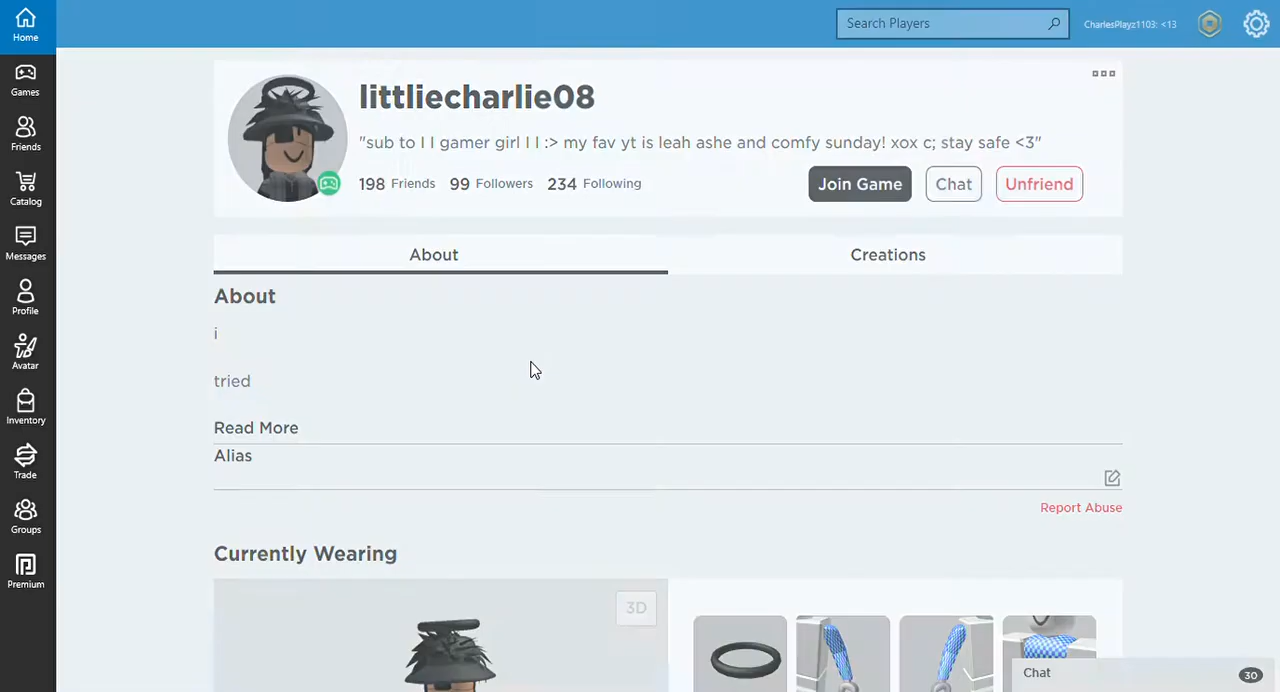 Search Players
CharlesPlayz1103: <13
Home
Games
Friends
Catalog
Messages
Profile
Avatar
Inventory
Trade
Groups
Premium
littliecharlie08
"sub to l l gamer girl l l :> my fav yt is leah ashe and comfy sunday! xox c; stay safe <3"
198 Friends 99 Followers 234 Following
Join Game
Chat
Unfriend
About
Creations
About
i
tried
Read More
Alias
Report Abuse
Currently Wearing
3D
Chat
30